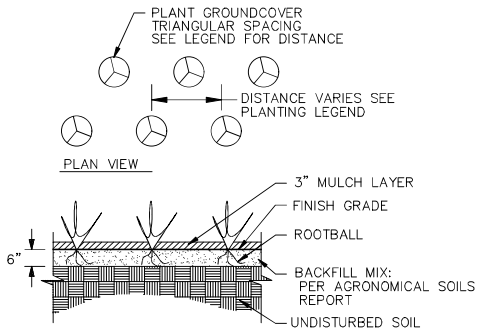 PLANT GROUNDCOVER
TRIANGULAR SPACING
SEE LEGEND FOR DISTANCE
DISTANCE VARIES SEE
PLANTING LEGEND
PLAN VIEW
3" MULCH LAYER
FINISH GRADE
ROOTBALL
6"
BACKFILL MIX:
PER AGRONOMICAL SOILS
REPORT
UNDISTURBED SOIL